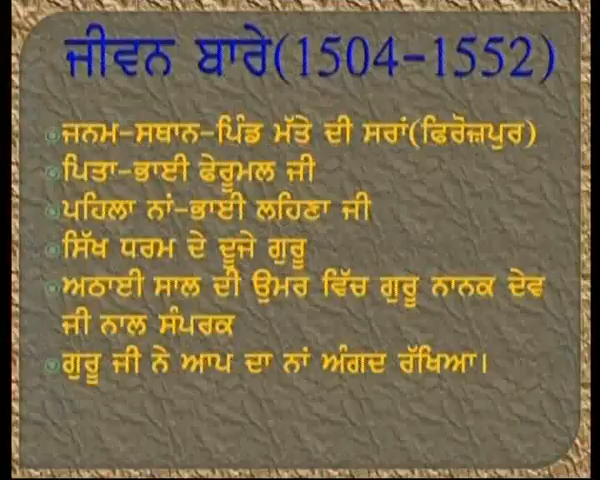 ਜੀਵਨ ਬਾਰੇ(1504-1552)
ਜਨਮ-ਸਥਾਨ-ਪਿੰਡ ਮੱਤੇ ਦੀ ਸਰਾਂ(ਫਿਰੋਜ਼ਪੁਰ)
ਪਿਤਾ-ਭਾਈ ਫੇਰੂਮਲ ਜੀ
ਪਹਿਲਾ ਨਾਂ-ਭਾਈ ਲਹਿਣਾ ਜੀ
ਸਿੱਖ ਧਰਮ ਦੇ ਦੂਜੇ ਗੁਰੂ
ਅਠਾਈ ਸਾਲ ਦੀ ਉਮਰ ਵਿੱਚ ਗੁਰੂ ਨਾਨਕ ਦੇਵ
ਜੀ ਨਾਲ ਸੰਪਰਕ
ਗੁਰੂ ਜੀ ਨੇ ਆਪ ਦਾ ਨਾਂ ਅੰਗਦ ਰੱਖਿਆ।